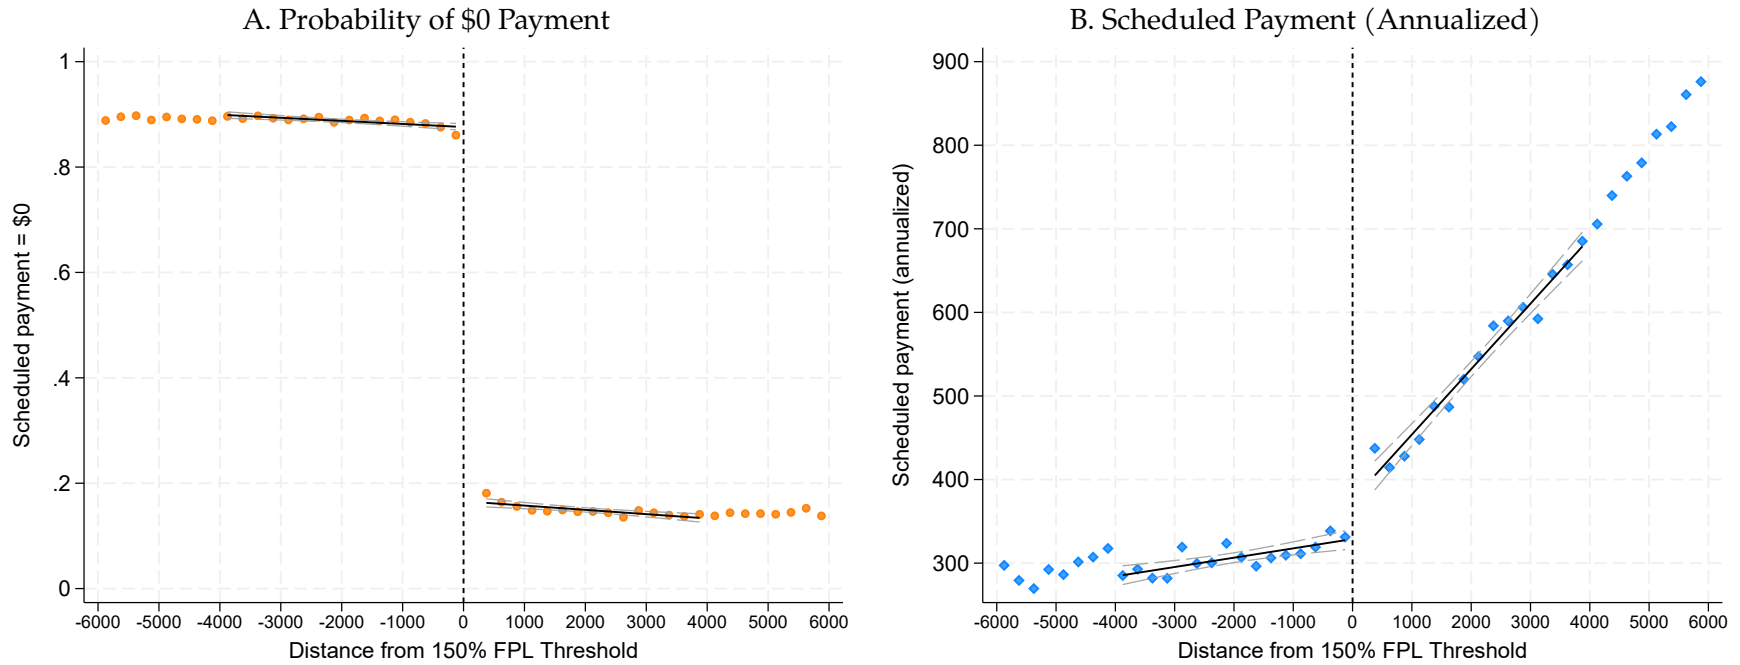 A. Probability of $0 Payment
1
.8
.6
.4
.2
0
Scheduled payment = $0
-6000 -5000 -4000 -3000 -2000 -1000 0 1000 2000 3000 4000 5000 6000
Distance from 150% FPL Threshold
B. Scheduled Payment (Annualized)
900
800
700
600
500
400
300
Scheduled payment (annualized)
-6000 -5000 -4000 -3000 -2000 -1000 0 1000 2000 3000 4000 5000 6000
Distance from 150% FPL Threshold